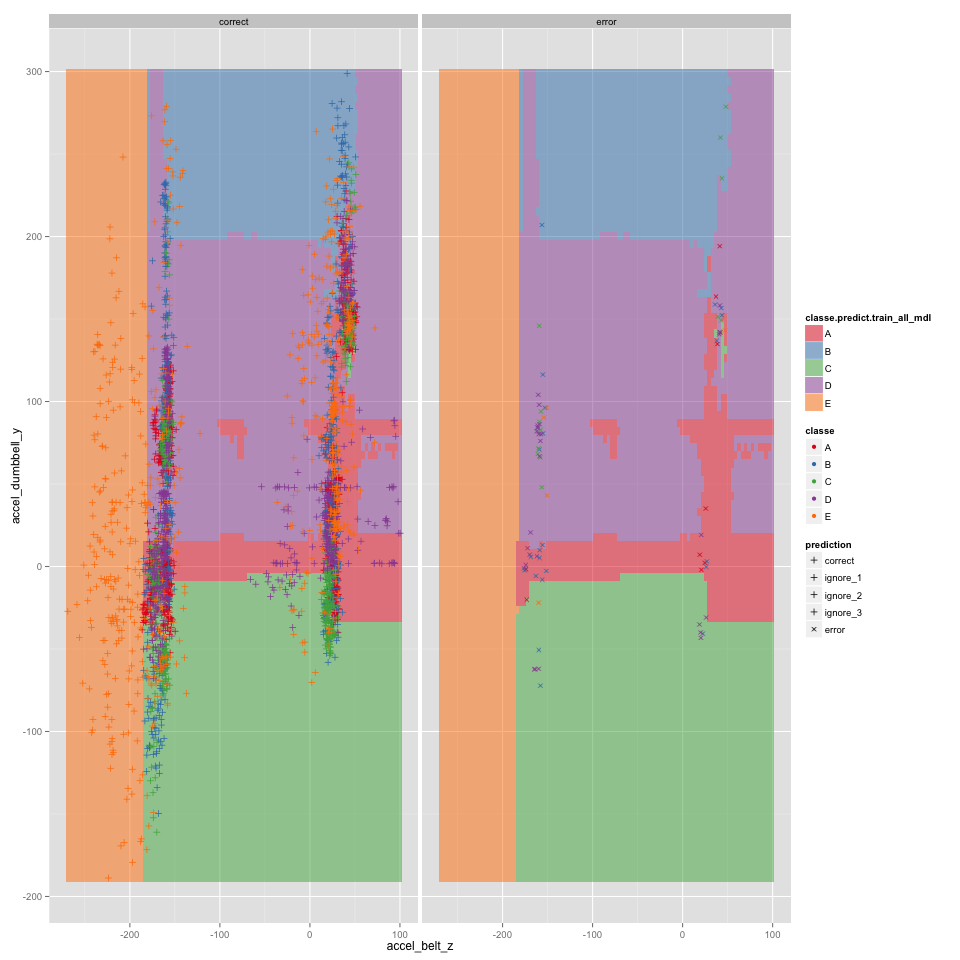 correct
error
300
200
100
0
-100
-200
accel_dumbbell_y
-200
-100
0
100
-200
-100
0
100
accel_belt_z
classe.predict.train_all_mdl
A
B
C
D
E
classe
A
B
C
D
E
prediction
correct
ignore_1
ignore_2
ignore_3
error